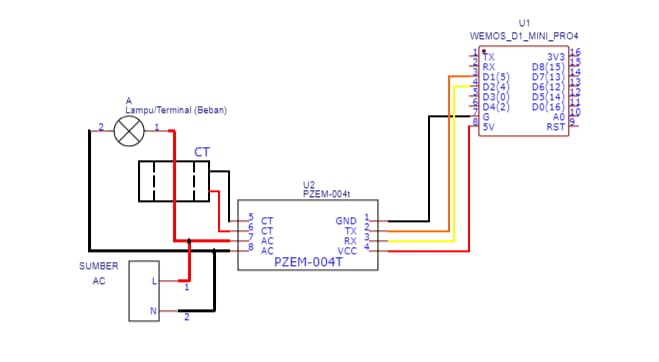 U1
WEMOS_D1_MINI_PRO4
1 TX 3V3 16
2 RX D8(15) 15
3 D1(5) D7(13) 14
4 D2(4) D6(12) 13
5 D3(0) D5(14) 12
6 D4(2) D0(16) 11
7 G A0 10
8 5V RST 9
A
Lampu/Terminal (Beban)
2 1
CT
U2
PZEM-004t
5 CT GND 1
6 CT TX 2
7 AC RX 3
8 AC VCC 4
PZEM-004T
SUMBER
AC
L 1
N 2